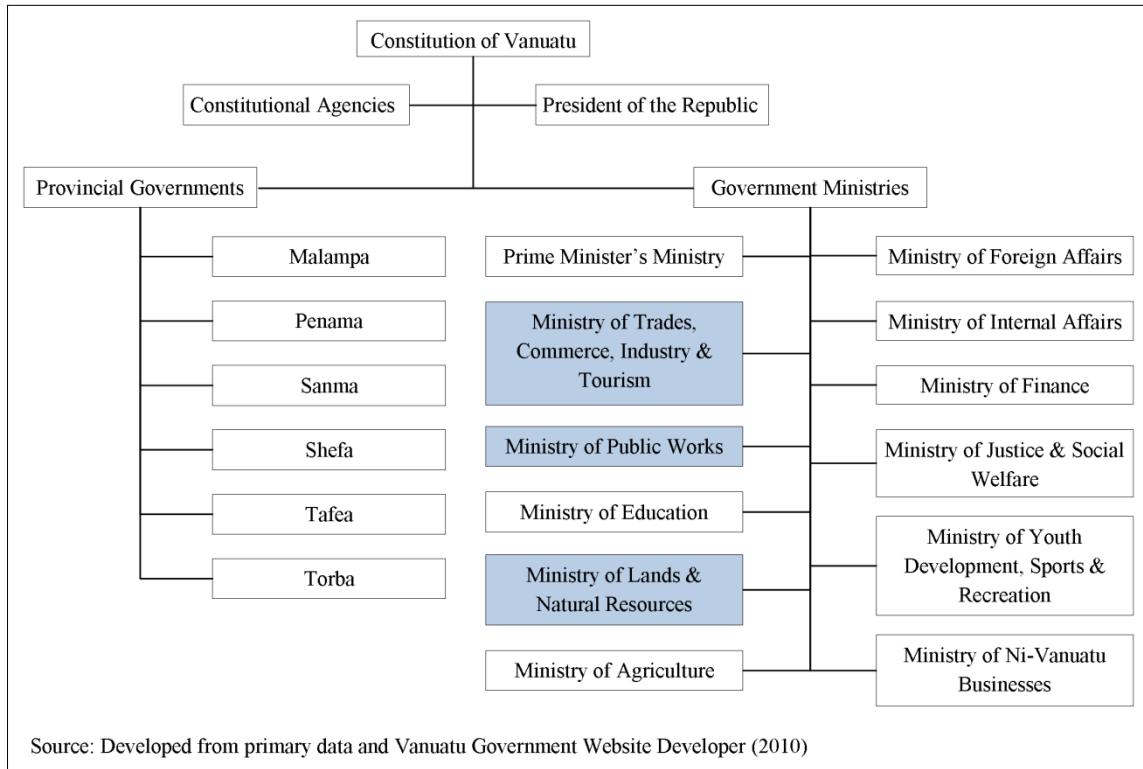 Constitution of Vanuatu
Constitutional Agencies
President of the Republic
Provincial Governments
Government Ministries
Malampa
Penama
Sanma
Shefa
Tafea
Torba
Prime Minister’s Ministry
Ministry of Trades,
Commerce, Industry &
Tourism
Ministry of Public Works
Ministry of Education
Ministry of Lands &
Natural Resources
Ministry of Agriculture
Ministry of Foreign Affairs
Ministry of Internal Affairs
Ministry of Finance
Ministry of Justice & Social
Welfare
Ministry of Youth
Development, Sports &
Recreation
Ministry of Ni-Vanuatu
Businesses
Source: Developed from primary data and Vanuatu Government Website Developer (2010)